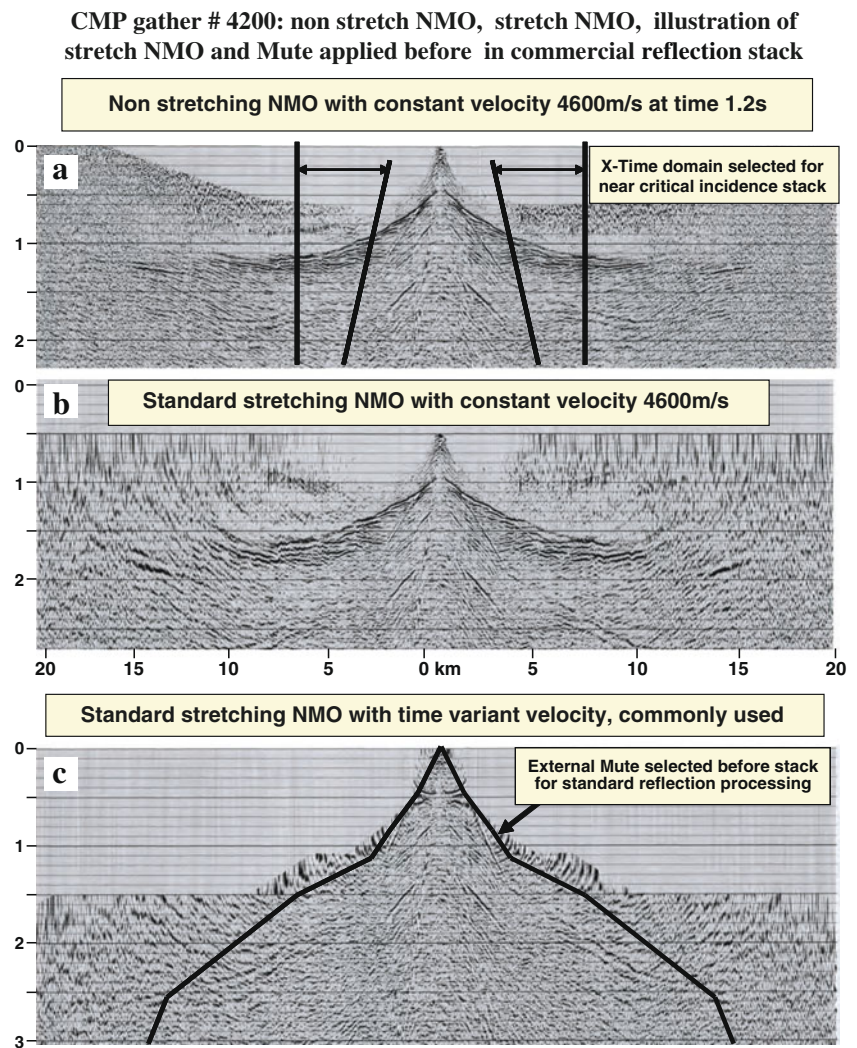 CMP gather # 4200: non stretch NMO, stretch NMO, illustration of
stretch NMO and Mute applied before in commercial reflection stack
Non stretching NMO with constant velocity 4600m/s at time 1.2s
0
a
X-Time domain selected for
near critical incidence stack
1
2
0
b
Standard stretching NMO with constant velocity 4600m/s
1
2
20 15 10 5 0 km 5 10 15 20
Standard stretching NMO with time variant velocity, commonly used
0
c
External Mute selected before stack
for standard reflection processing
1
2
3